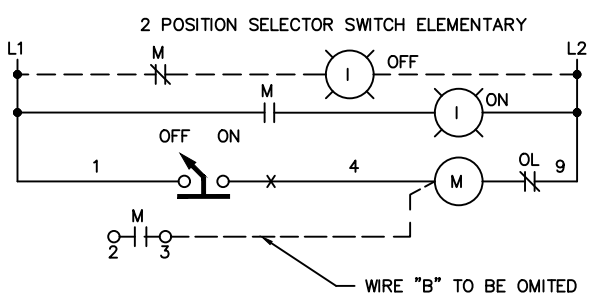 2 POSITION SELECTOR SWITCH ELEMENTARY
L1 L2
M
I OFF
M
I ON
OFF ON
1 4 M OL 9
X
M
2 3
WIRE "B" TO BE OMITED